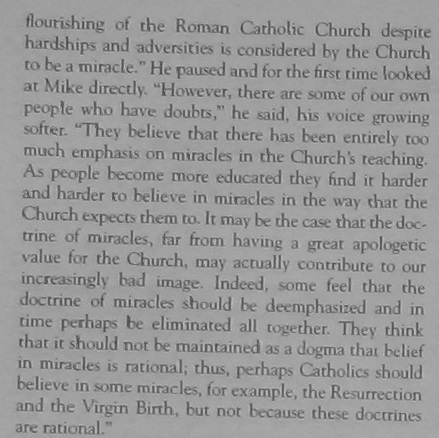 flourishing of the Roman Catholic Church despite
hardships and adversities is considered by the Church
to be a miracle." He paused and for the first time looked
at Mike directly. "However, there are some of our own
people who have doubts," he said, his voice growing
softer. "They believe that there has been entirely too
much emphasis on miracles in the Church's teaching.
As people become more educated they find it harder
and harder to believe in miracles in the way that the
Church expects them to. It may be the case that the doc-
trine of miracles, far from having a great apologetic
value for the Church, may actually contribute to our
increasingly bad image. Indeed, some feel that the
doctrine of miracles should be deemphasized and in
time perhaps be eliminated all together. They think
that it should not be maintained as a dogma that belief
in miracles is rational; thus, perhaps Catholics should
believe in some miracles, for example, the Resurrection
and the Virgin Birth, but not because these doctrines
are rational."